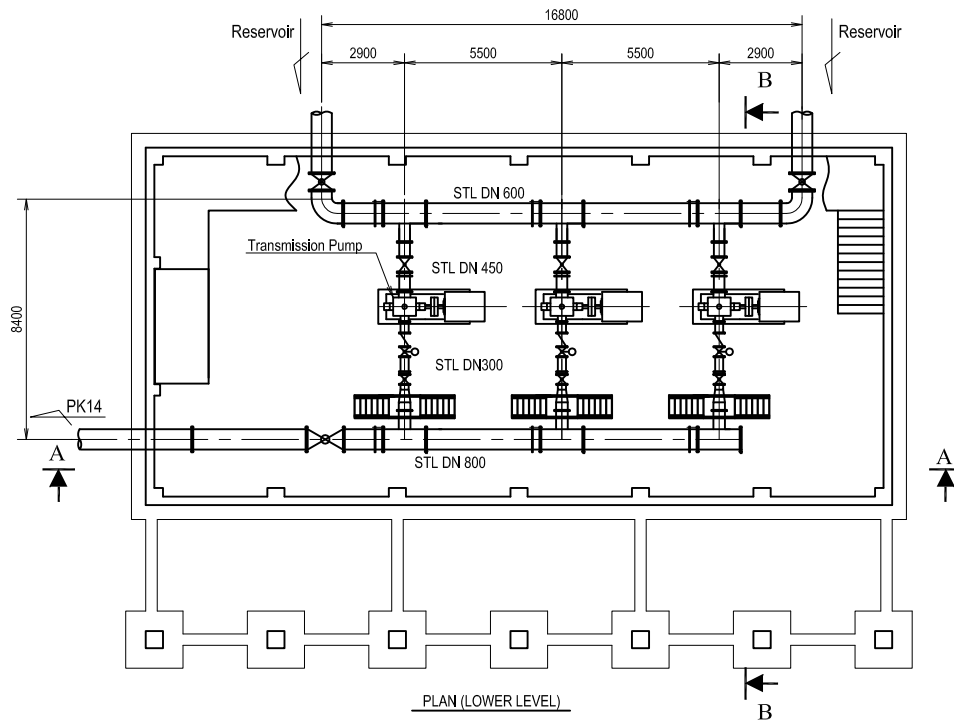 16800
Reservoir
Reservoir
2900
5500
5500
2900
B
STL DN 600
Transmission Pump
STL DN 450
8400
STL DN300
PK14
A
STL DN 800
A
B
PLAN (LOWER LEVEL)